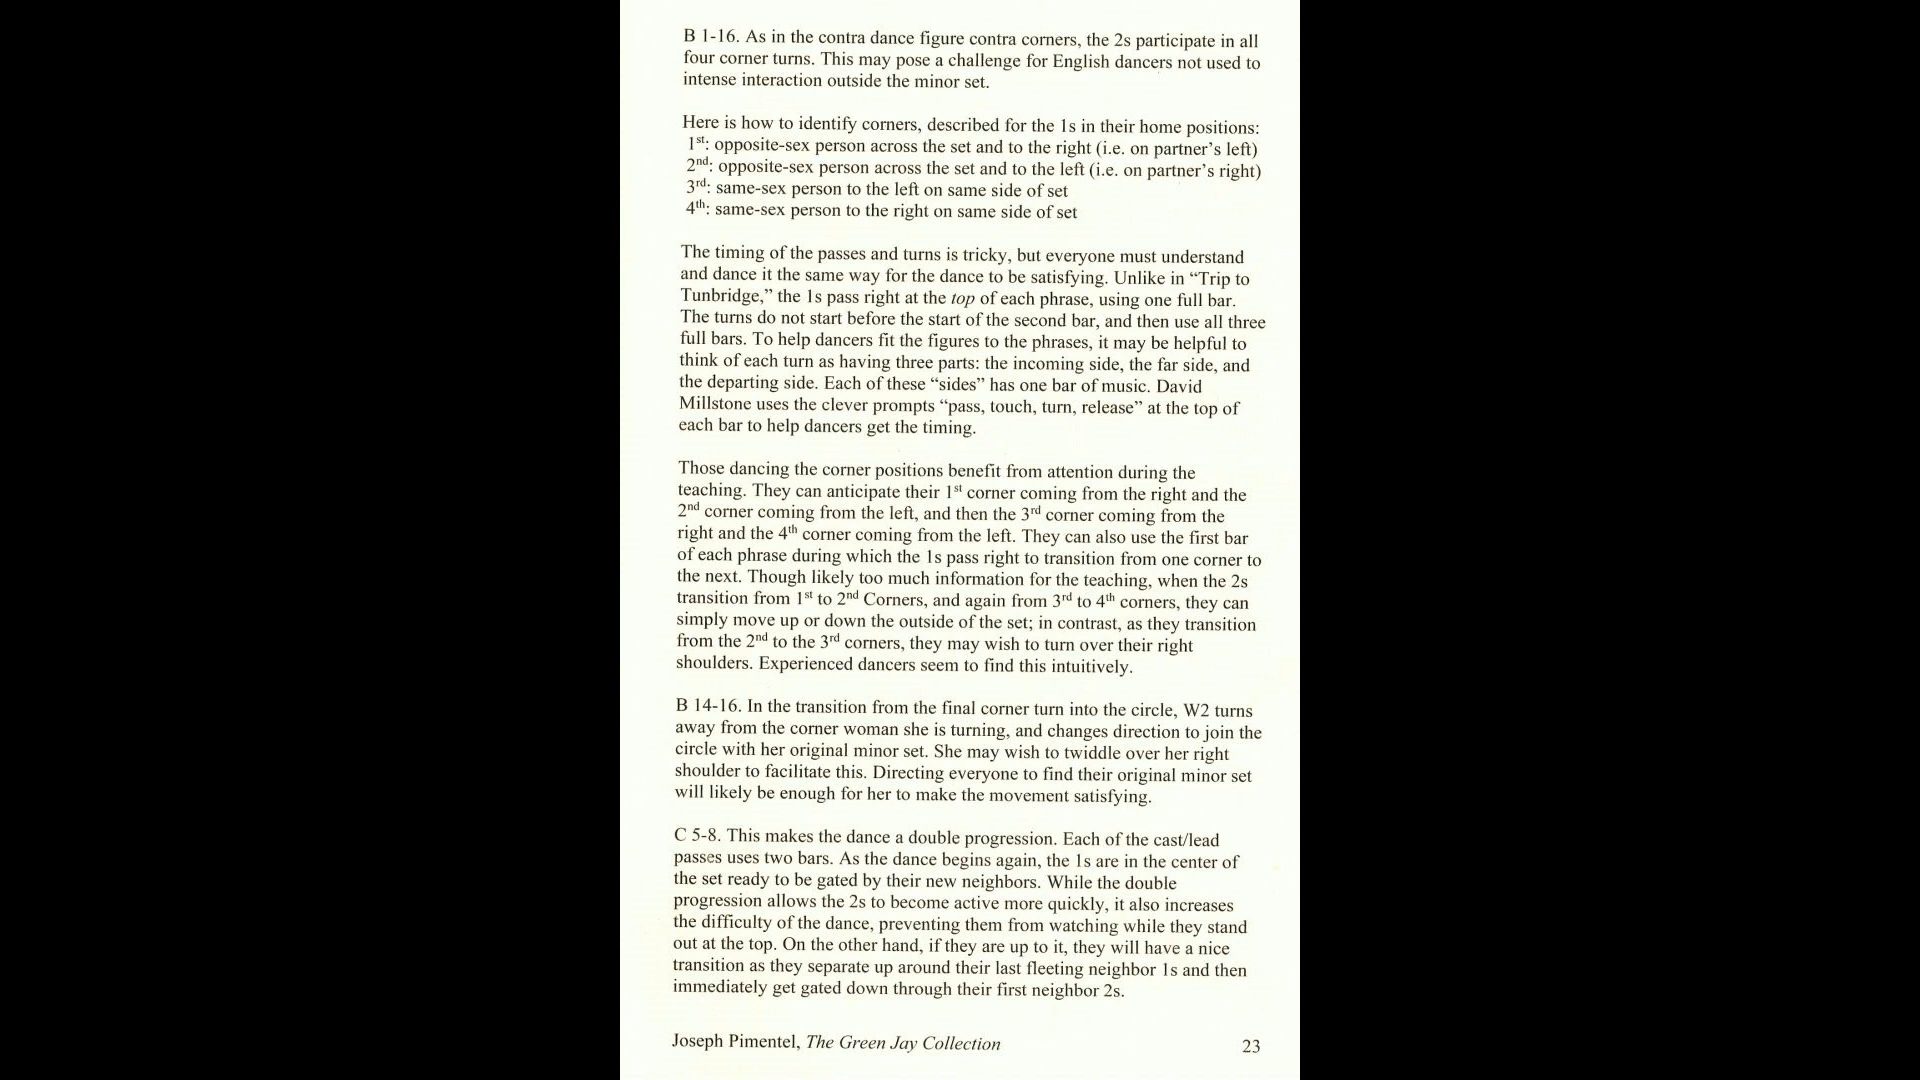 B 1-16. As in the contra dance figure contra corners, the 2s participate in all
four corner turns. This may pose a challenge for English dancers not used to
intense interaction outside the minor set.
Here is how to identify corners, described for the 1s in their home positions:
1st: opposite-sex person across the set and to the right (i.e. on partner’s left)
2nd: opposite-sex person across the set and to the left (i.e. on partner’s right)
3rd: same-sex person to the left on same side of set
4th: same-sex person to the right on same side of set
The timing of the passes and turns is tricky, but everyone must understand
and dance it the same way for the dance to be satisfying. Unlike in “Trip to
Tunbridge,” the 1s pass right at the top of each phrase, using one full bar.
The turns do not start before the start of the second bar, and then use all three
full bars. To help dancers fit the figures to the phrases, it may be helpful to
think of each turn as having three parts: the incoming side, the far side, and
the departing side. Each of these “sides” has one bar of music. David
Millstone uses the clever prompts “pass, touch, turn, release” at the top of
each bar to help dancers get the timing.
Those dancing the corner positions benefit from attention during the
teaching. They can anticipate their 1st corner coming from the right and the
2nd corner coming from the left, and then the 3rd corner coming from the
right and the 4th corner coming from the left. They can also use the first bar
of each phrase during which the 1s pass right to transition from one corner to
the next. Though likely too much information for the teaching, when the 2s
transition from 1st to 2nd Corners, and again from 3rd to 4th corners, they can
simply move up or down the outside of the set; in contrast, as they transition
from the 2nd to the 3rd corners, they may wish to turn over their right
shoulders. Experienced dancers seem to find this intuitively.
B 14-16. In the transition from the final corner turn into the circle, W2 turns
away from the corner woman she is turning, and changes direction to join the
circle with her original minor set. She may wish to twiddle over her right
shoulder to facilitate this. Directing everyone to find their original minor set
will likely be enough for her to make the movement satisfying.
C 5-8. This makes the dance a double progression. Each of the cast/lead
passes uses two bars. As the dance begins again, the 1s are in the center of
the set ready to be gated by their new neighbors. While the double
progression allows the 2s to become active more quickly, it also increases
the difficulty of the dance, preventing them from watching while they stand
out at the top. On the other hand, if they are up to it, they will have a nice
transition as they separate up around their last fleeting neighbor 1s and then
immediately get gated down through their first neighbor 2s.
Joseph Pimentel, The Green Jay Collection 23